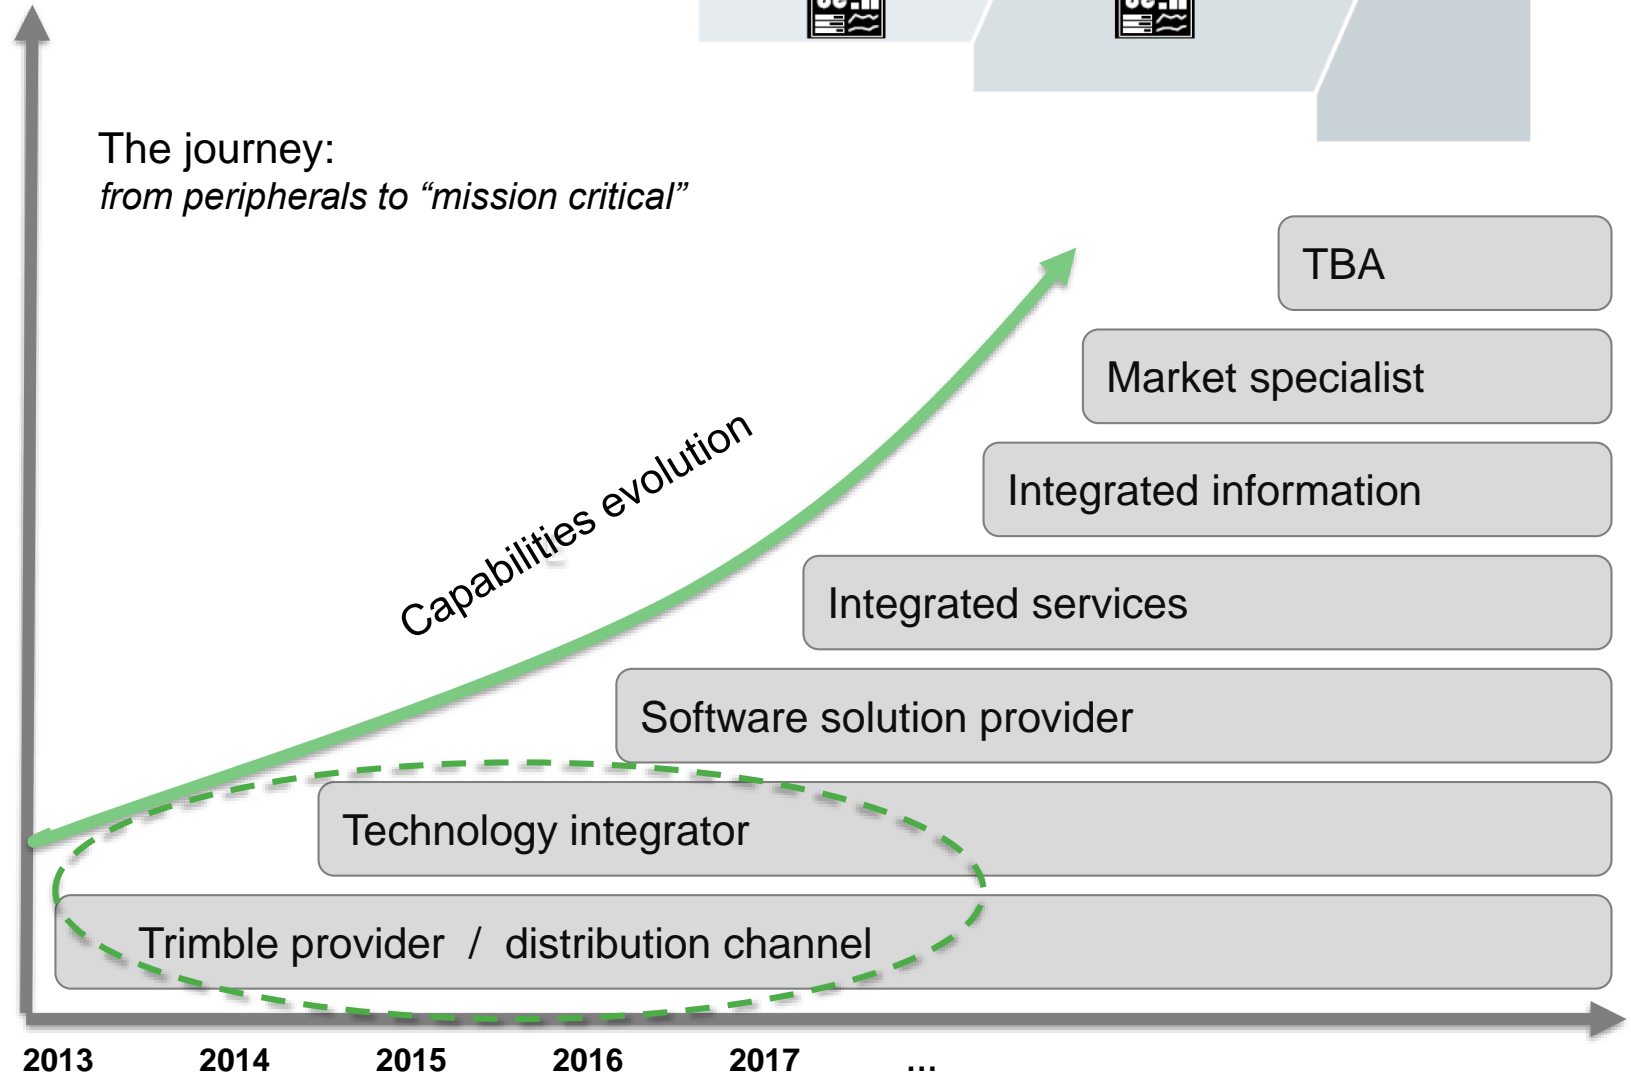 The journey:
from peripherals to “mission critical”
TBA
Market specialist
Integrated information
Capabilities evolution
Integrated services
Software solution provider
Technology integrator
Trimble provider / distribution channel
2013 2014 2015 2016 2017 ...